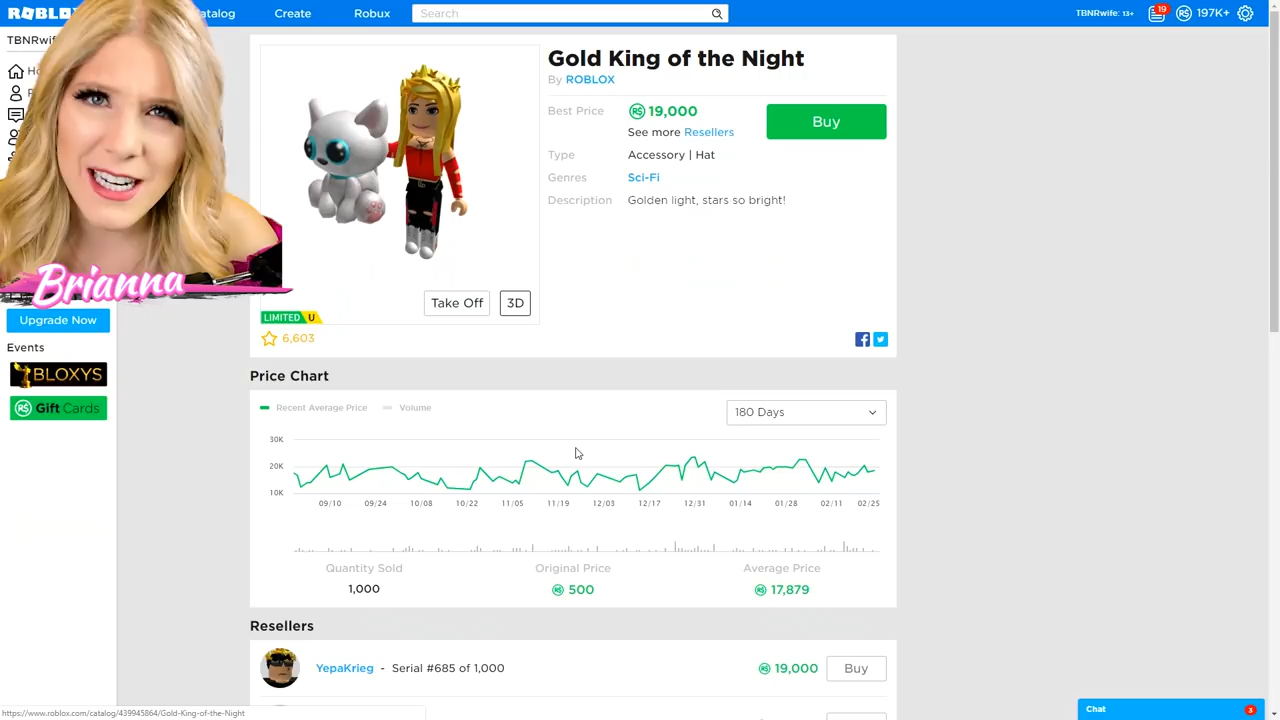 ROBLOX
Catalog
Create
Robux
Search
TBNRwife: 13+
19
197K+
TBNRwif
Brianna
Upgrade Now
Events
BLOXYS
Gift Cards
Gold King of the Night
By ROBLOX
Best Price
19,000
Buy
See more Resellers
Type
Accessory | Hat
Genres
Sci-Fi
Description
Golden light, stars so bright!
Take Off
3D
LIMITED U
6,603
Price Chart
Recent Average Price
Volume
180 Days
30K
20K
10K
09/10 09/24 10/08 10/22 11/05 11/19 12/03 12/17 12/31 01/14 01/28 02/11 02/25
Quantity Sold
Original Price
Average Price
1,000
500
17,879
Resellers
YepaKrieg - Serial #685 of 1,000
19,000
Buy
https://www.roblox.com/catalog/439945864/Gold-King-of-the-Night
Chat
3